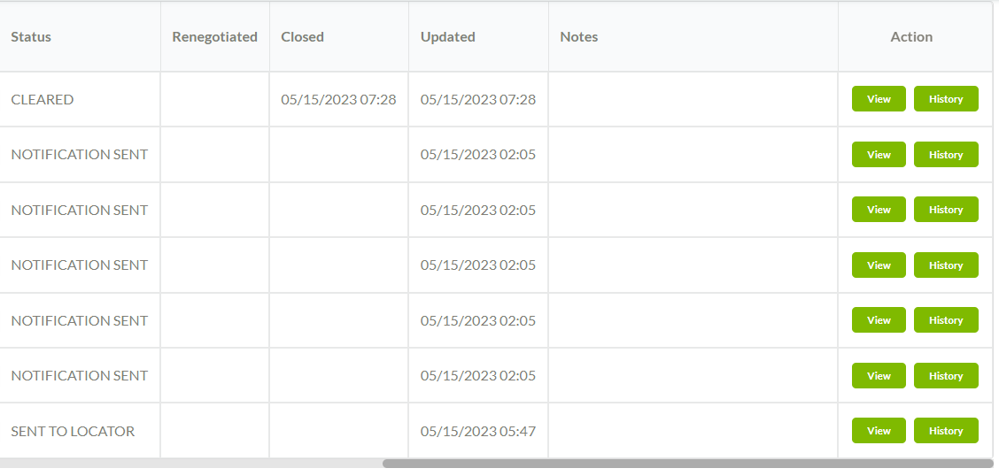 Status Renegotiated Closed Updated Notes Action
CLEARED 05/15/2023 07:28 05/15/2023 07:28 View History
NOTIFICATION SENT 05/15/2023 02:05 View History
NOTIFICATION SENT 05/15/2023 02:05 View History
NOTIFICATION SENT 05/15/2023 02:05 View History
NOTIFICATION SENT 05/15/2023 02:05 View History
NOTIFICATION SENT 05/15/2023 02:05 View History
SENT TO LOCATOR 05/15/2023 05:47 View History